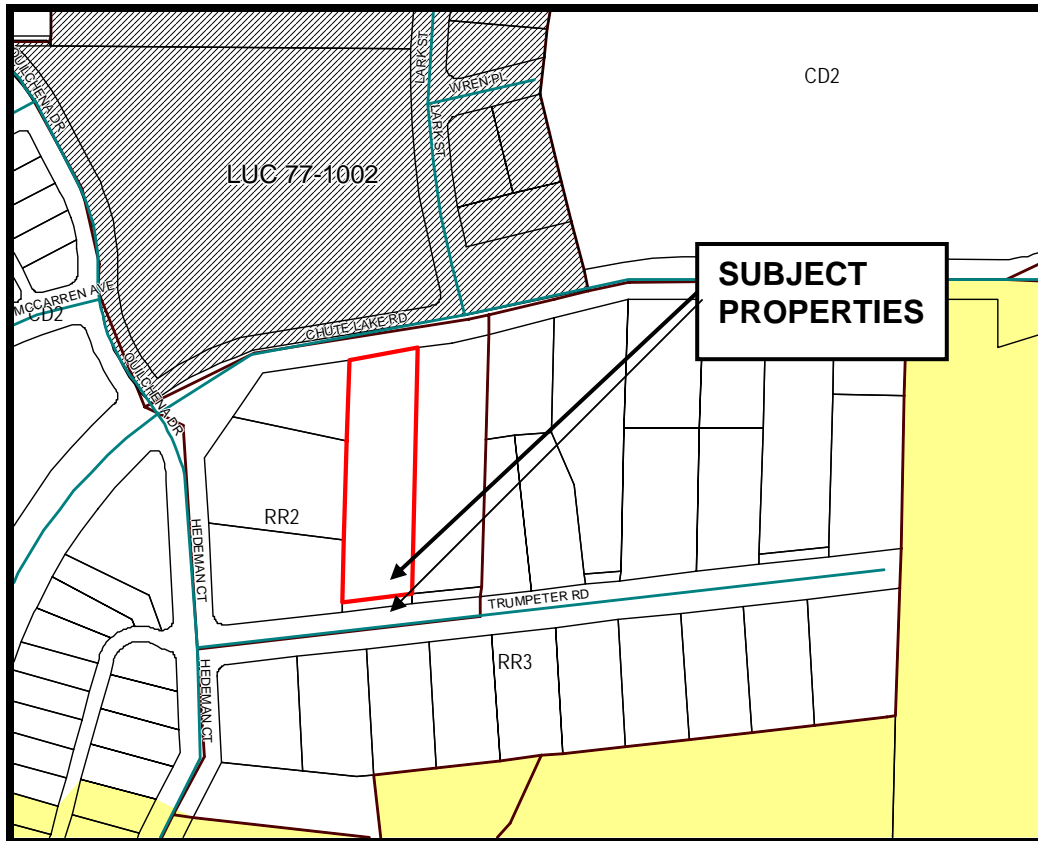 QUILCHENA DR
LARK ST
WREN PL
LARK ST
CD2
LUC 77-1002
MCCARREN AVE
CD2
CHUTE LAKE RD
QUILCHENA DR
SUBJECT
PROPERTIES
RR2
HEDEMAN CT
TRUMPETER RD
RR3
HEDEMAN CT